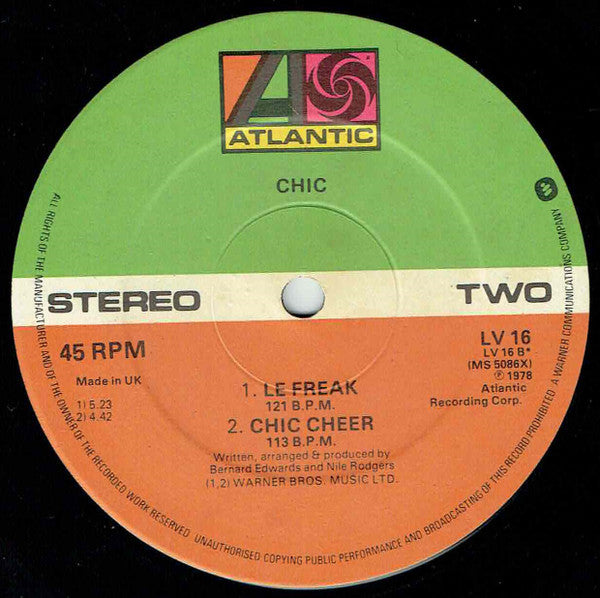 ATLANTIC
CHIC
STEREO
TWO
45 RPM
Made in UK
1) 5.23
2) 4.42
LV 16
LV 16 B*
(MS 5086X)
℗ 1978
Atlantic
Recording Corp.
1. LE FREAK
121 B.P.M.
2. CHIC CHEER
113 B.P.M.
Written, arranged & produced by
Bernard Edwards and Nile Rodgers
(1,2) WARNER BROS. MUSIC LTD.
ALL RIGHTS OF THE MANUFACTURER AND OF THE OWNER OF THE RECORDED WORK RESERVED UNAUTHORISED COPYING PUBLIC PERFORMANCE AND BROADCASTING OF THIS RECORD PROHIBITED A WARNER COMMUNICATIONS COMPANY